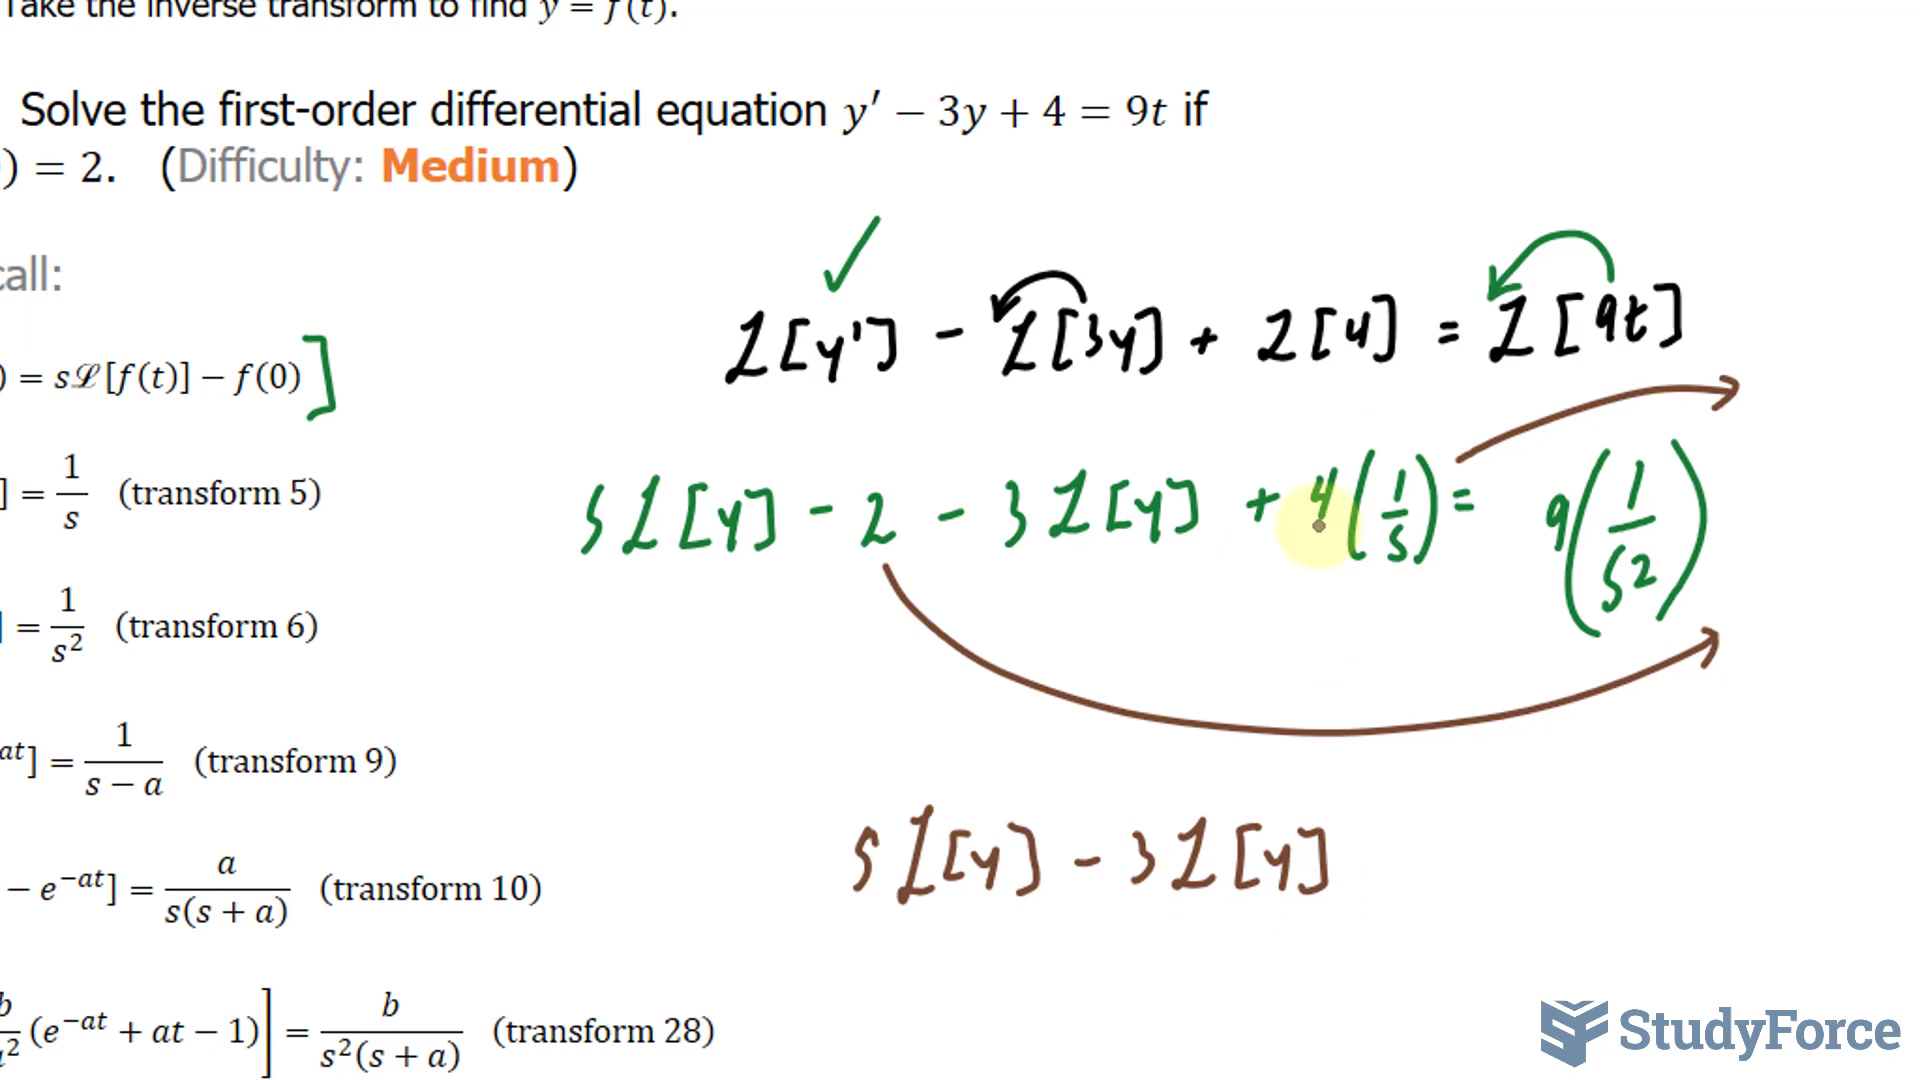 Take the inverse transform to find y = f(t).
Solve the first-order differential equation y′ − 3y + 4 = 9t if
) = 2. (Difficulty: Medium)
call:
ℒ[y'] - ℒ[3y] + ℒ[4] = ℒ[9t]
) = sℒ[f(t)] − f(0) ]
] = 1/s (transform 5)
sℒ[y] - 2 - 3ℒ[y] + 4(1/s) = 9(1/s²)
] = 1/s² (transform 6)
at] = 1/(s − a) (transform 9)
sℒ[y] - 3ℒ[y]
− e⁻ᵃᵗ] = a/(s(s + a)) (transform 10)
b/a² (e⁻ᵃᵗ + at − 1)] = b/(s²(s + a)) (transform 28)
StudyForce